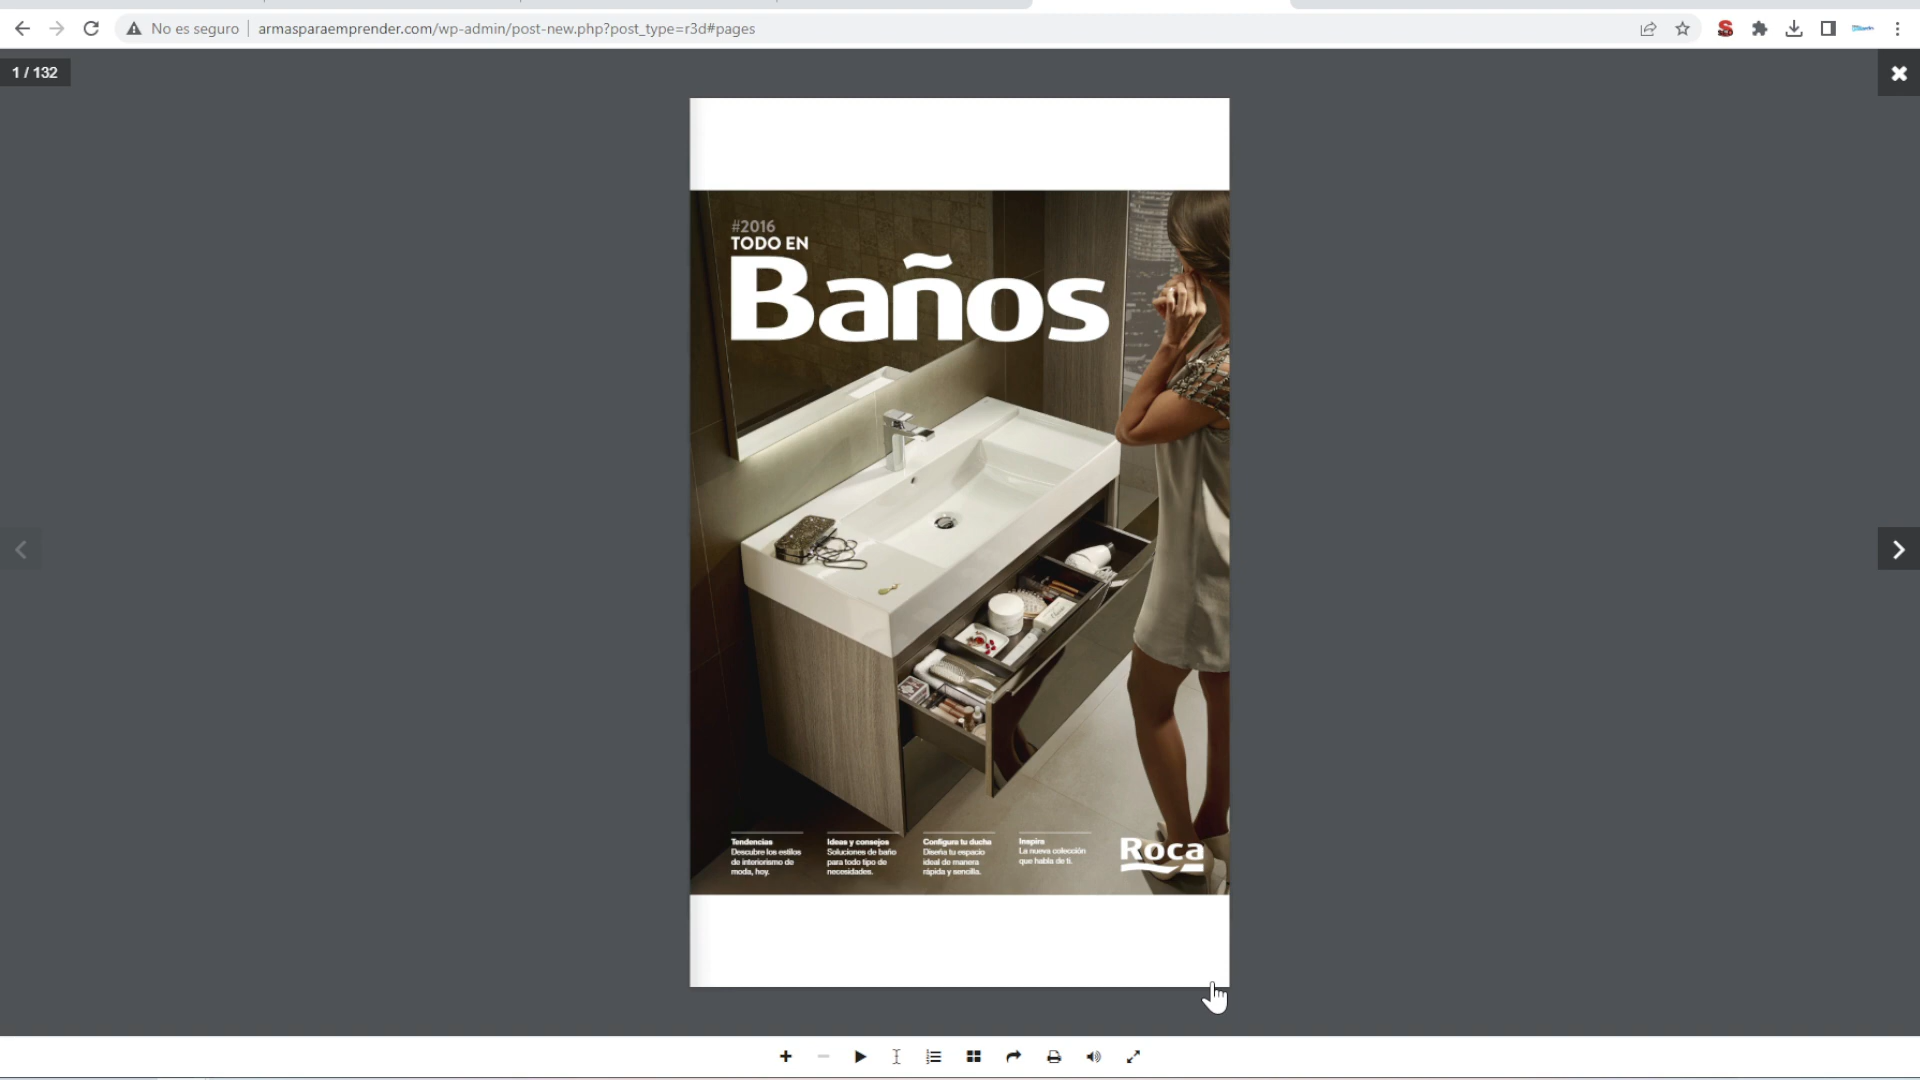 No es seguro
armasparaemprender.com/wp-admin/post-new.php?post_type=r3d#pages
1 / 132
#2016
TODO EN
Baños
Tendencias
Descubre los estilos
de interiorismo de
moda, hoy.
Ideas y consejos
Soluciones de baño
para todo tipo de
necesidades.
Configura tu ducha
Diseña tu espacio
ideal de manera
rápida y sencilla.
Inspira
La nueva colección
que habla de ti.
Roca